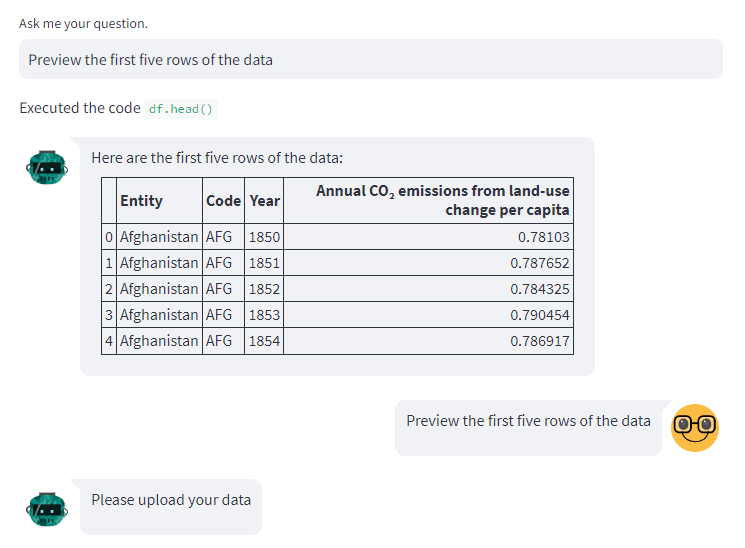 Ask me your question.
Preview the first five rows of the data
Executed the code df.head()
Here are the first five rows of the data:
Entity Code Year Annual CO₂ emissions from land-use
change per capita
0 Afghanistan AFG 1850 0.78103
1 Afghanistan AFG 1851 0.787652
2 Afghanistan AFG 1852 0.784325
3 Afghanistan AFG 1853 0.790454
4 Afghanistan AFG 1854 0.786917
Preview the first five rows of the data
Please upload your data